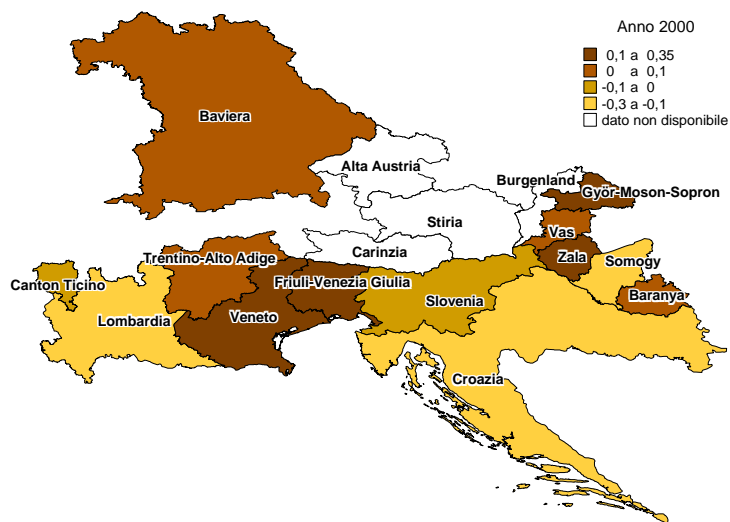 Anno 2000
0,1 a 0,35
0 a 0,1
-0,1 a 0
-0,3 a -0,1
dato non disponibile
Baviera
Alta Austria
Burgenland
Györ-Moson-Sopron
Stiria
Vas
Carinzia
Trentino-Alto Adige
Zala
Somogy
Canton Ticino
Friuli-Venezia Giulia
Slovenia
Baranya
Lombardia
Veneto
Croazia